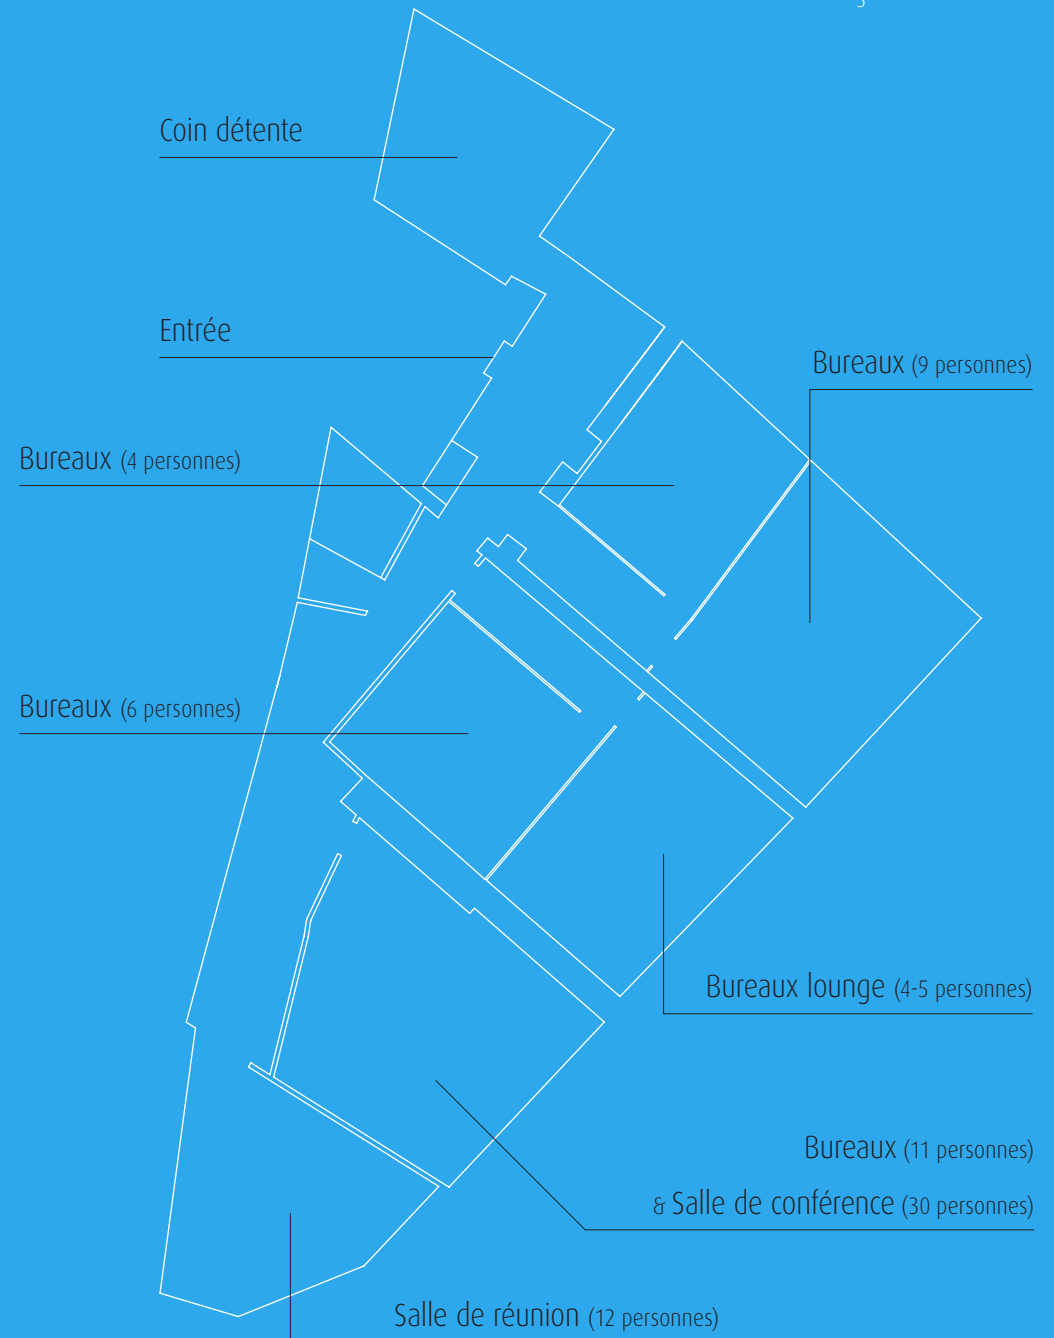 Coin détente
Entrée
Bureaux (9 personnes)
Bureaux (4 personnes)
Bureaux (6 personnes)
Bureaux lounge (4-5 personnes)
Bureaux (11 personnes)
& Salle de conférence (30 personnes)
Salle de réunion (12 personnes)